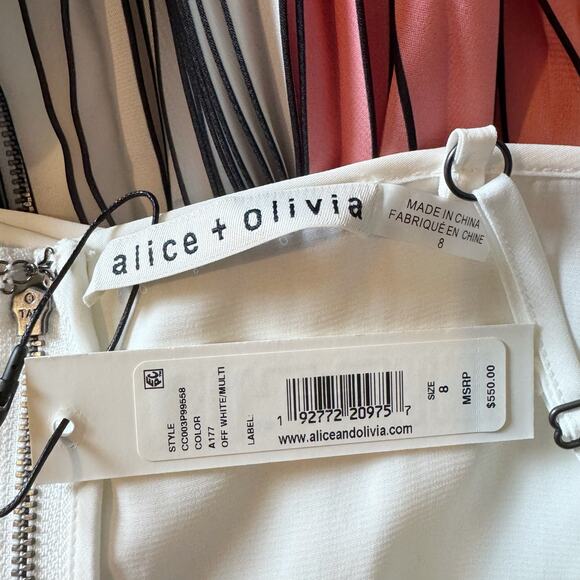 alice + olivia
MADE IN CHINA
FABRIQUÉ EN CHINE
8
STYLE
CC003P99558
COLOR
A177
OFF WHITE/MULTI
LABEL:
1 92772 20975 7
www.aliceandolivia.com
SIZE
8
MSRP
$550.00